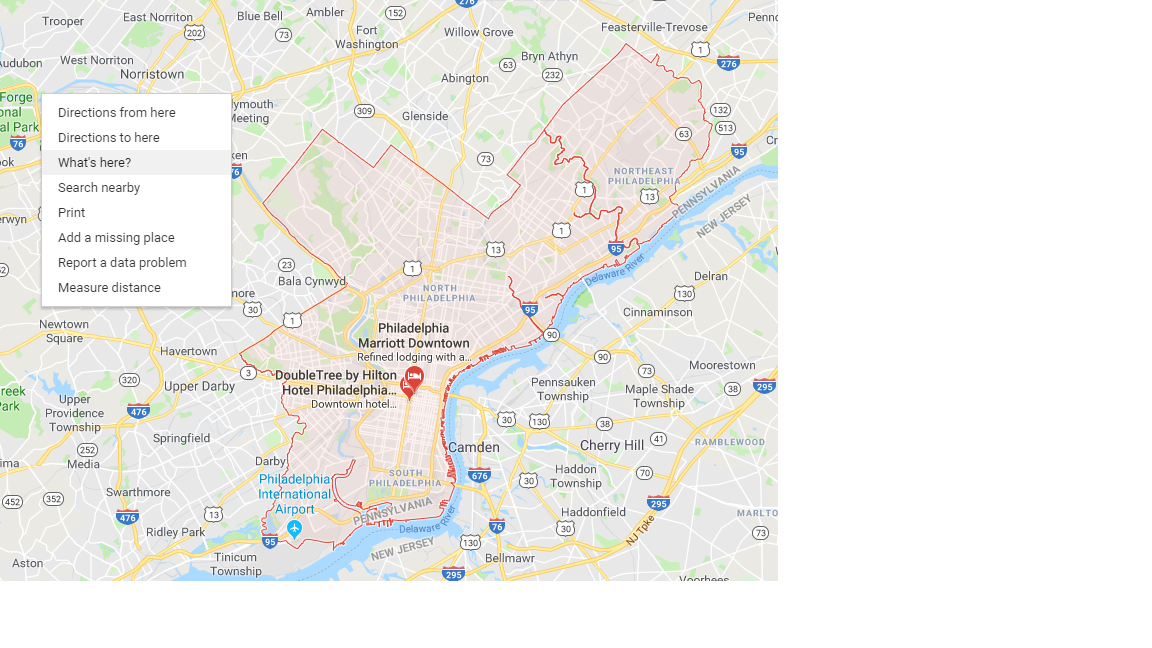 276
Trooper
East Norriton
Blue Bell
Ambler
152
Penn
202
73
Fort
Washington
Willow Grove
Feasterville-Trevose
1
276
Audubon
West Norriton
Norristown
63
Bryn Athyn
232
Abington
Forge
onal
al Park
76
Directions from here
Directions to here
What's here?
Search nearby
Print
Add a missing place
Report a data problem
Measure distance
lymouth
Meeting
309
Glenside
132
513
63
95
Cr
ook
ken
76
73
NORTHEAST
PHILADELPHIA
1
13
PENNSYLVANIA
NEW JERSEY
erwyn
1
13
95
23
1
Delaware River
Bala Cynwyd
Delran
130
NORTH
PHILADELPHIA
more
30
1
95
Cinnaminson
90
Newtown
Square
Havertown
Philadelphia
Marriott Downtown
Refined lodging with a...
90
73
Moorestown
3
320
Upper Darby
DoubleTree by Hilton
Hotel Philadelphia...
Downtown hotel...
Pennsauken
Township
Maple Shade
Township
38
295
reek
Park
Upper
Providence
Township
476
30
130
38
Springfield
Camden
Cherry Hill
41
RAMBLEWOOD
252
Media
ima
Darby
676
Haddon
Township
70
30
SOUTH
PHILADELPHIA
Philadelphia
International
Airport
452
352
Swarthmore
476
13
Ridley Park
PENNSYLVANIA
Delaware River
NEW JERSEY
76
Haddonfield
30
295
NJ Tpke
MARLTO
73
95
130
Aston
Tinicum
Township
Bellmawr
295
Voorhees